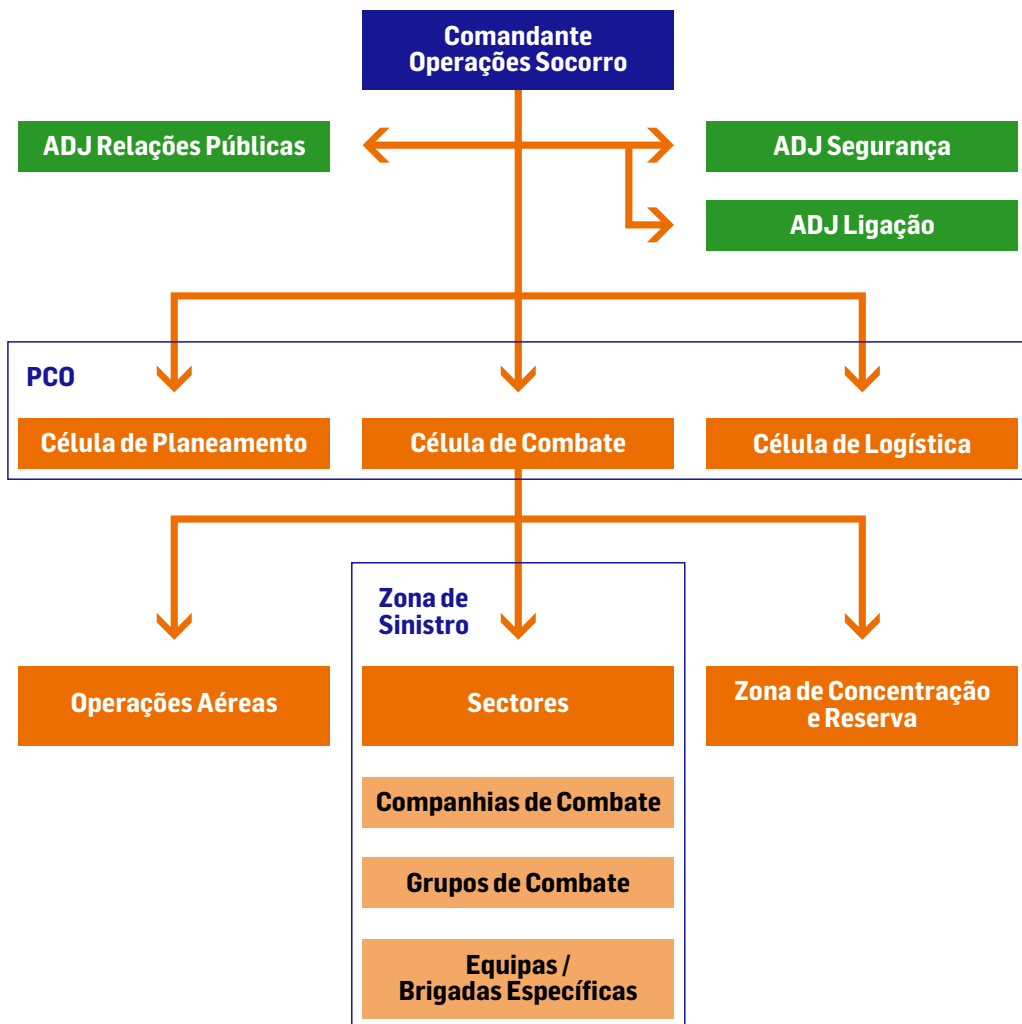 Comandante
Operações Socorro
ADJ Relações Públicas
ADJ Segurança
ADJ Ligação
PCO
Célula de Planeamento
Célula de Combate
Célula de Logística
Zona de
Sinistro
Operações Aéreas
Sectores
Zona de Concentração
e Reserva
Companhias de Combate
Grupos de Combate
Equipas /
Brigadas Específicas